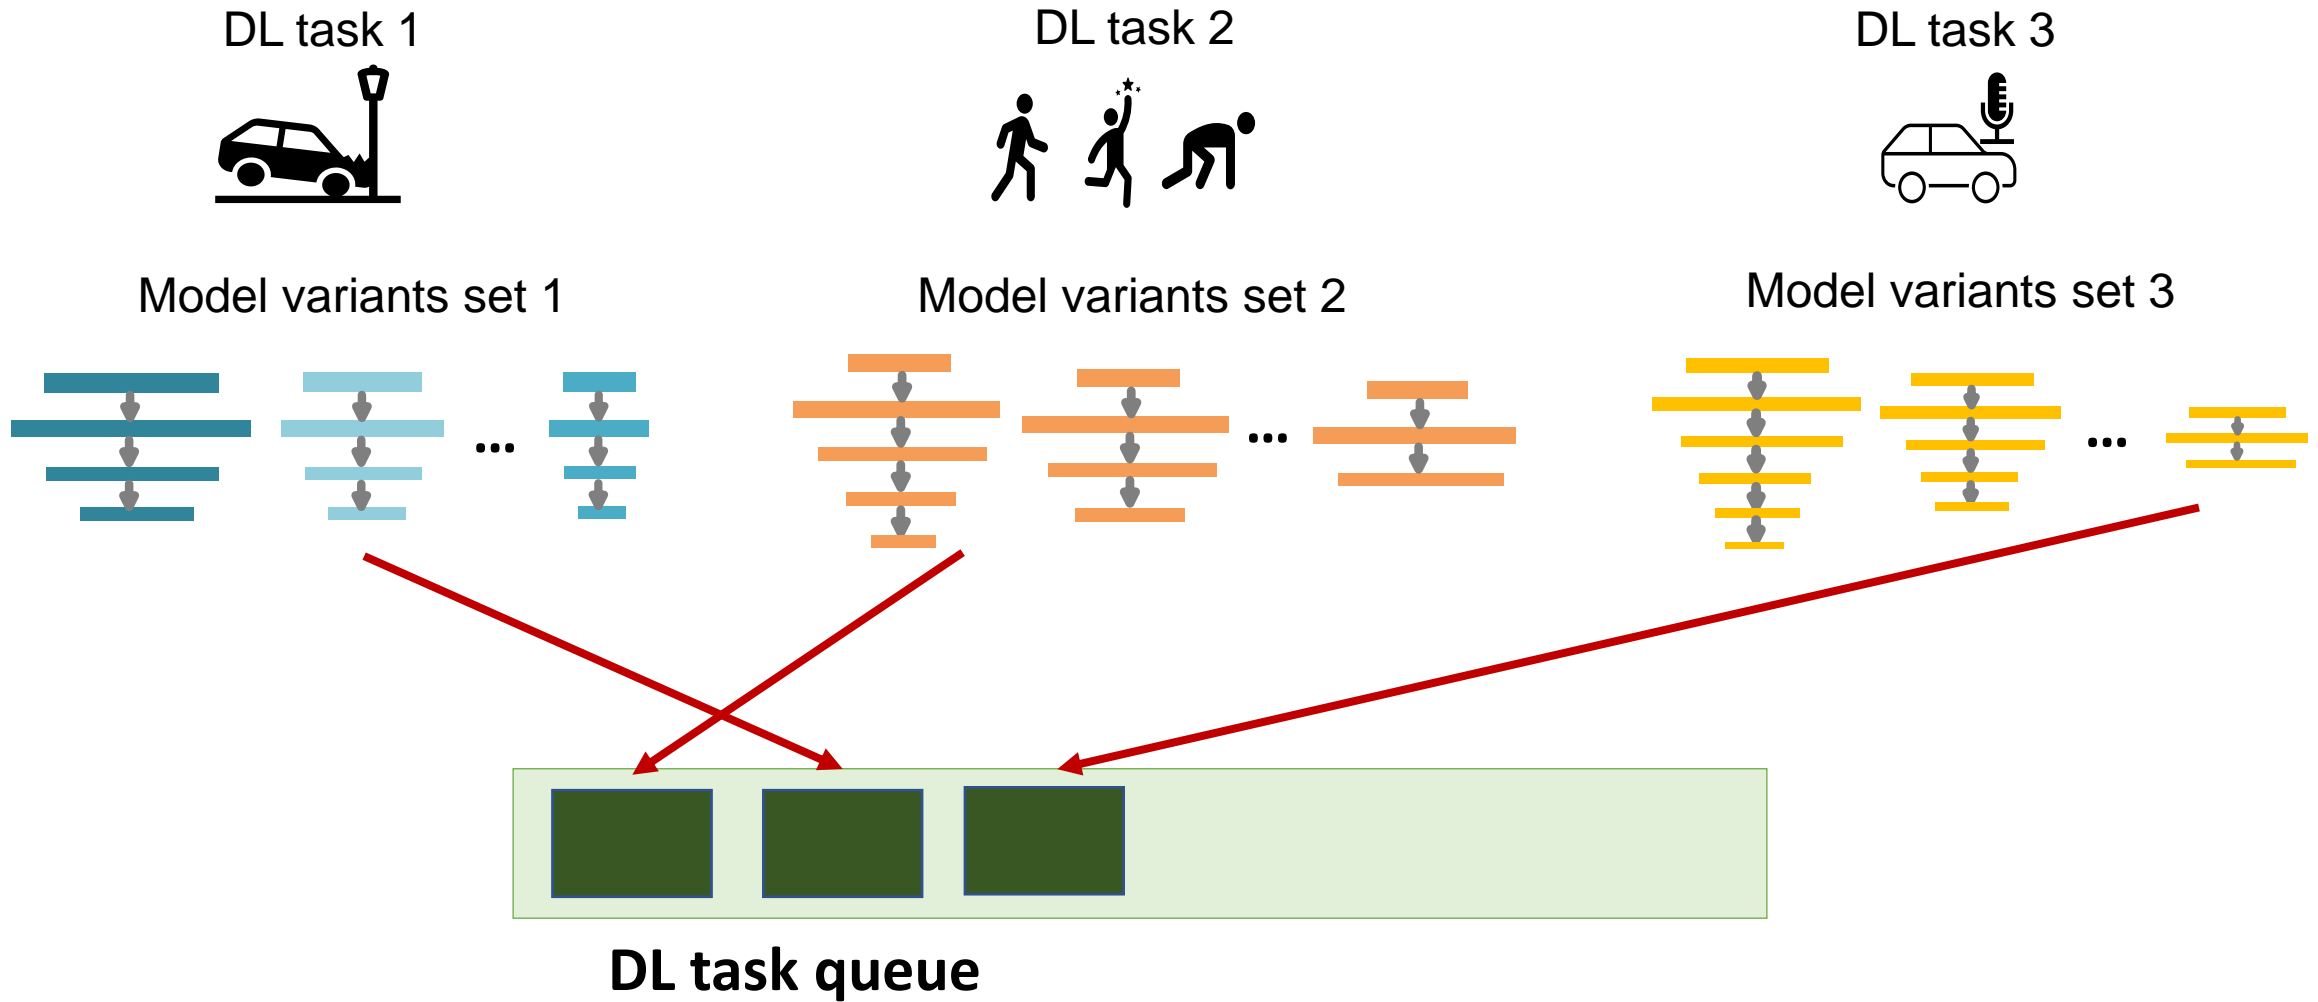 DL task 1
DL task 2
DL task 3
Model variants set 1
Model variants set 2
Model variants set 3
...
...
...
DL task queue